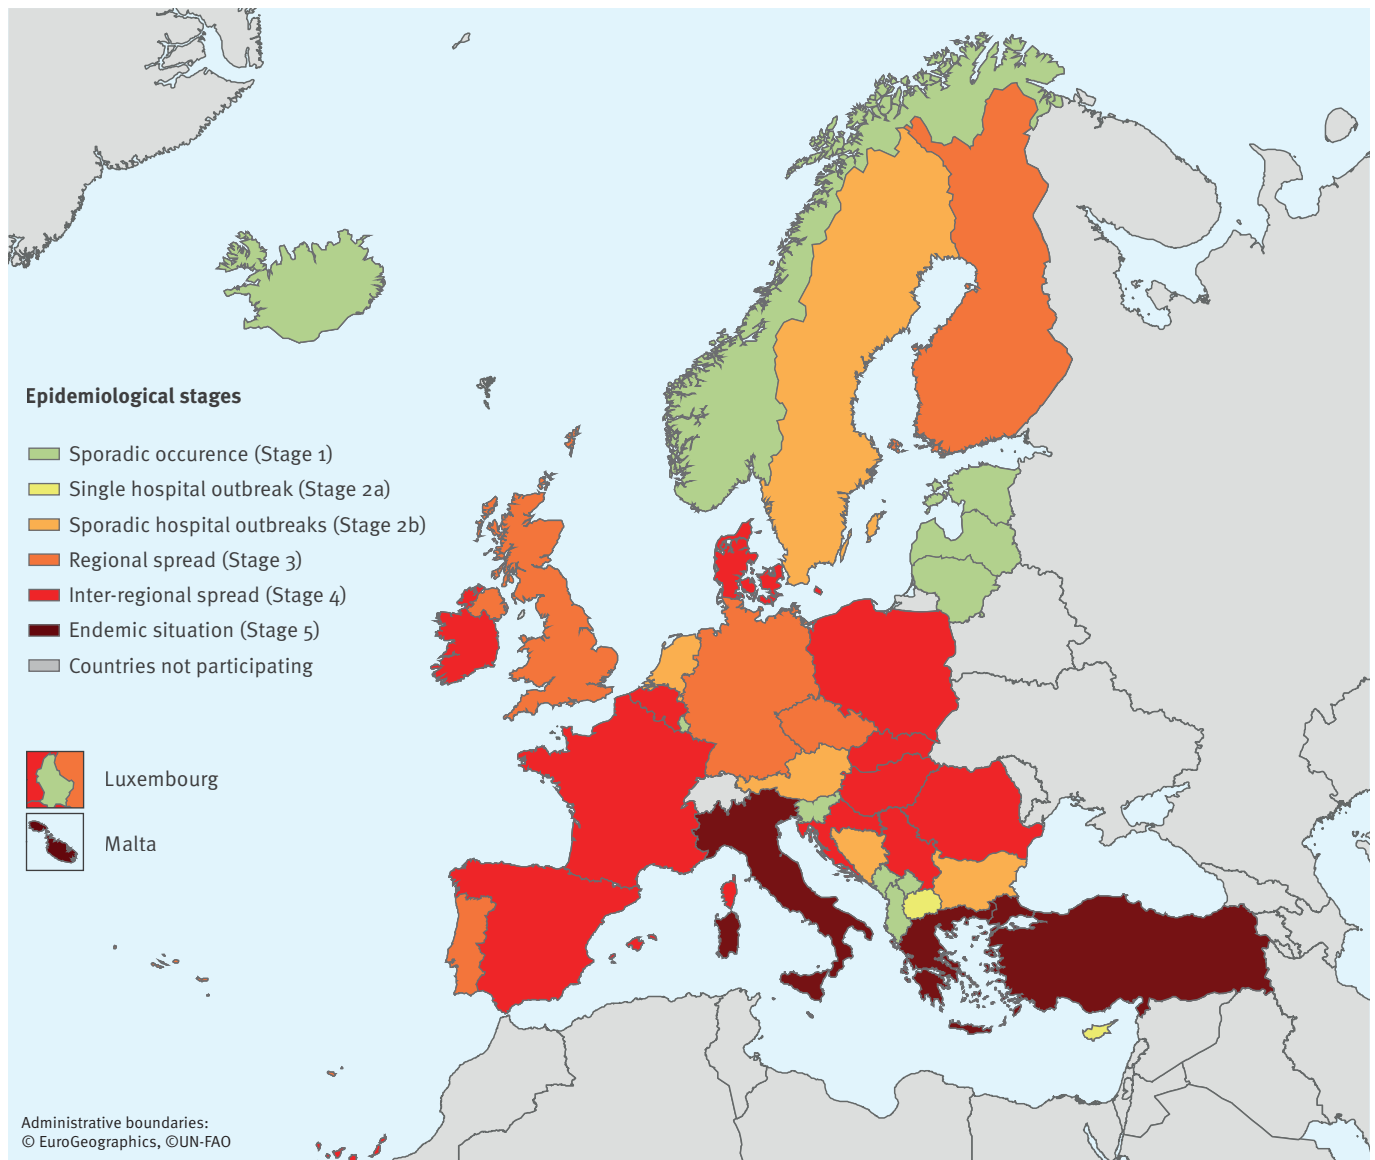 Epidemiological stages
Sporadic occurence (Stage 1)
Single hospital outbreak (Stage 2a)
Sporadic hospital outbreaks (Stage 2b)
Regional spread (Stage 3)
Inter-regional spread (Stage 4)
Endemic situation (Stage 5)
Countries not participating
Luxembourg
Malta
Administrative boundaries:
© EuroGeographics, ©UN-FAO